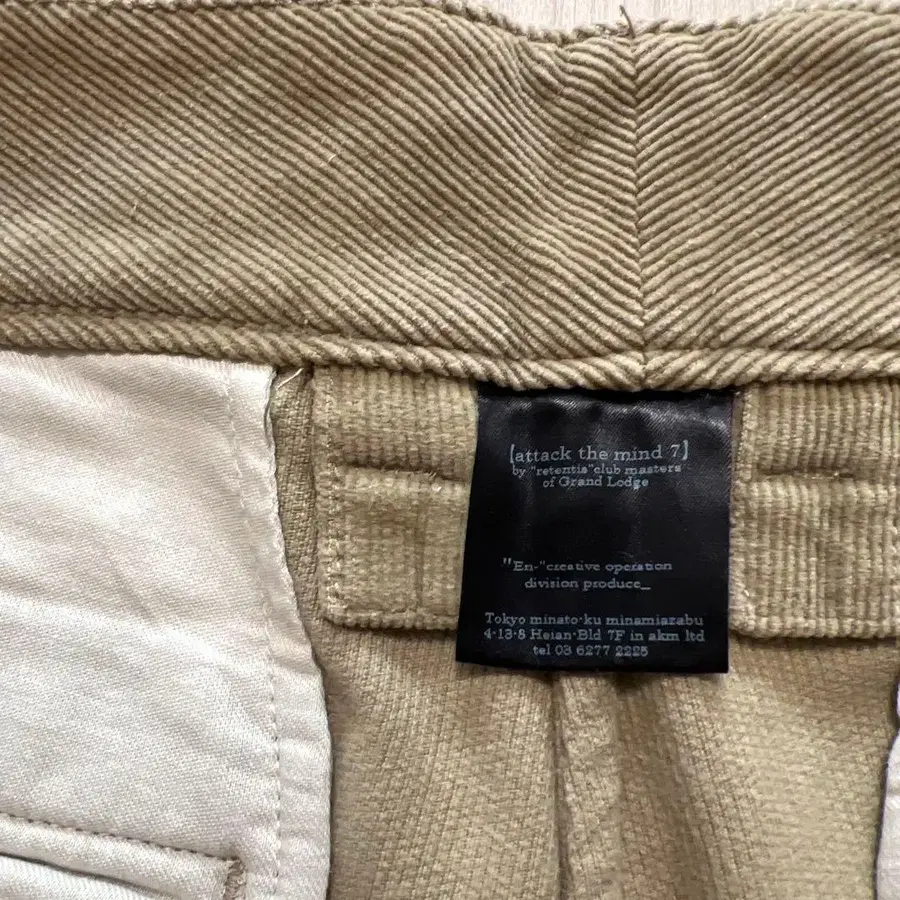 [attack the mind 7]
by "retentis" club masters
of Grand Lodge
"En-"creative operation
division produce_
Tokyo minato-ku minamiazabu
4-13-8 Heian-Bld 7F in akm ltd
tel 03 6277 2225